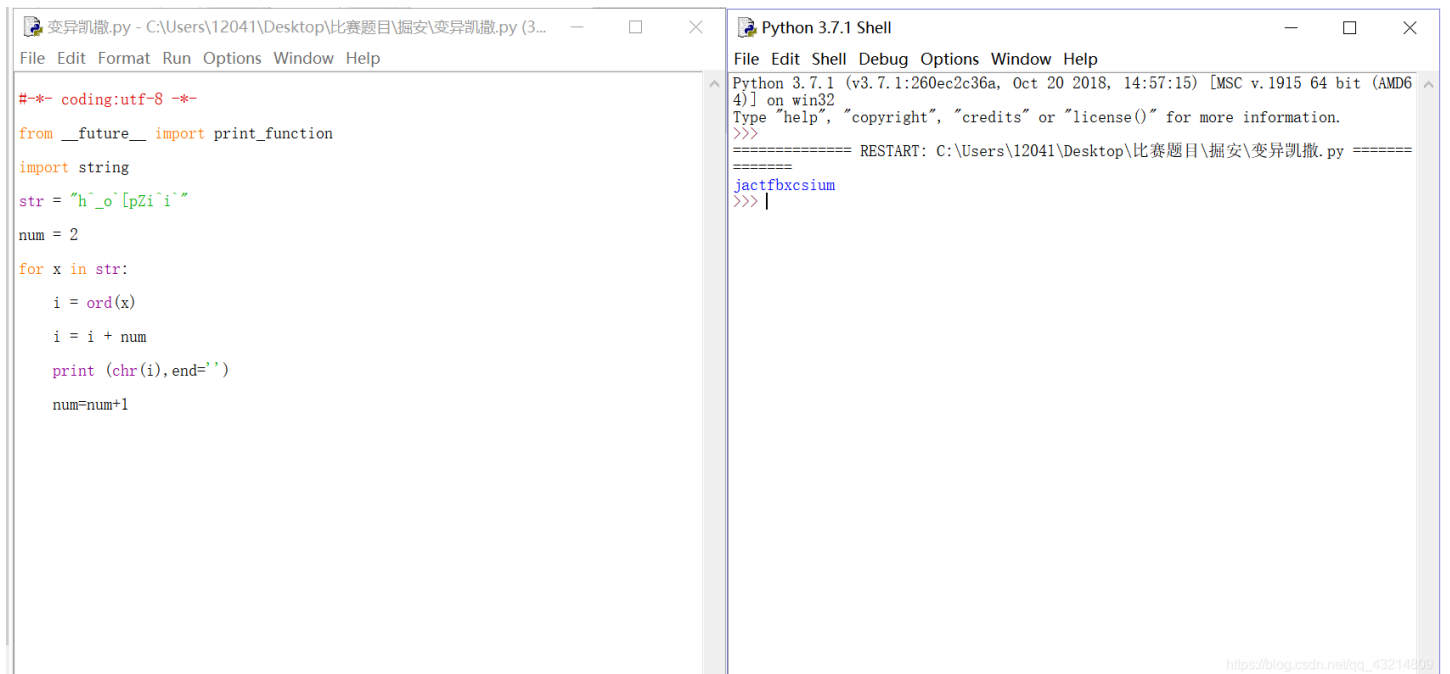 变异凯撒.py - C:\Users\12041\Desktop\比赛题目\掘安\变异凯撒.py (3...
File Edit Format Run Options Window Help
#-*- coding:utf-8 -*-
from __future__ import print_function
import string
str = "h^_o`[pZi^i`"
num = 2
for x in str:
    i = ord(x)
    i = i + num
    print (chr(i),end='')
    num=num+1
Python 3.7.1 Shell
File Edit Shell Debug Options Window Help
Python 3.7.1 (v3.7.1:260ec2c36a, Oct 20 2018, 14:57:15) [MSC v.1915 64 bit (AMD6
4)] on win32
Type "help", "copyright", "credits" or "license()" for more information.
>>>
============== RESTART: C:\Users\12041\Desktop\比赛题目\掘安\变异凯撒.py =======
=======
jactfbxcsium
>>>
https://blog.csdn.net/qq_43214809